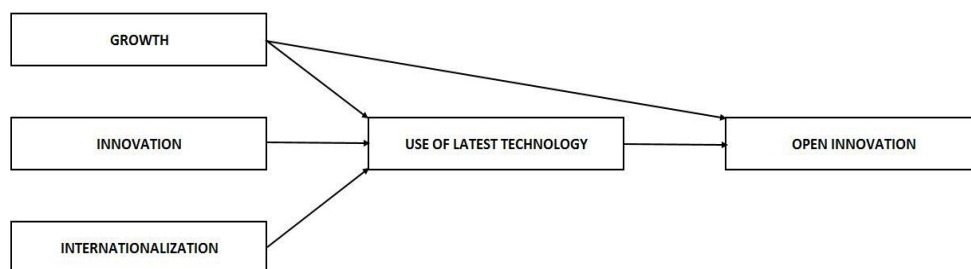 GROWTH
INNOVATION
USE OF LATEST TECHNOLOGY
OPEN INNOVATION
INTERNATIONALIZATION